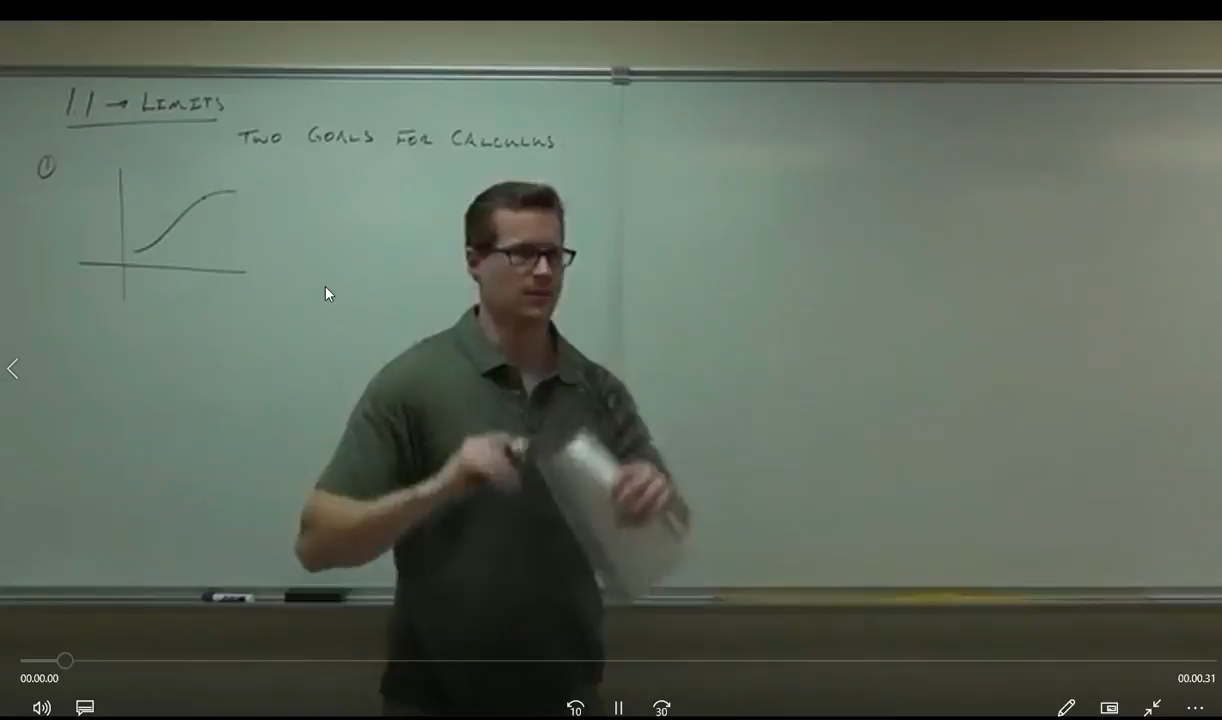 1.1 → LIMITS
TWO GOALS FOR CALCULUS
①
00.00.00
00.00.31
10
30